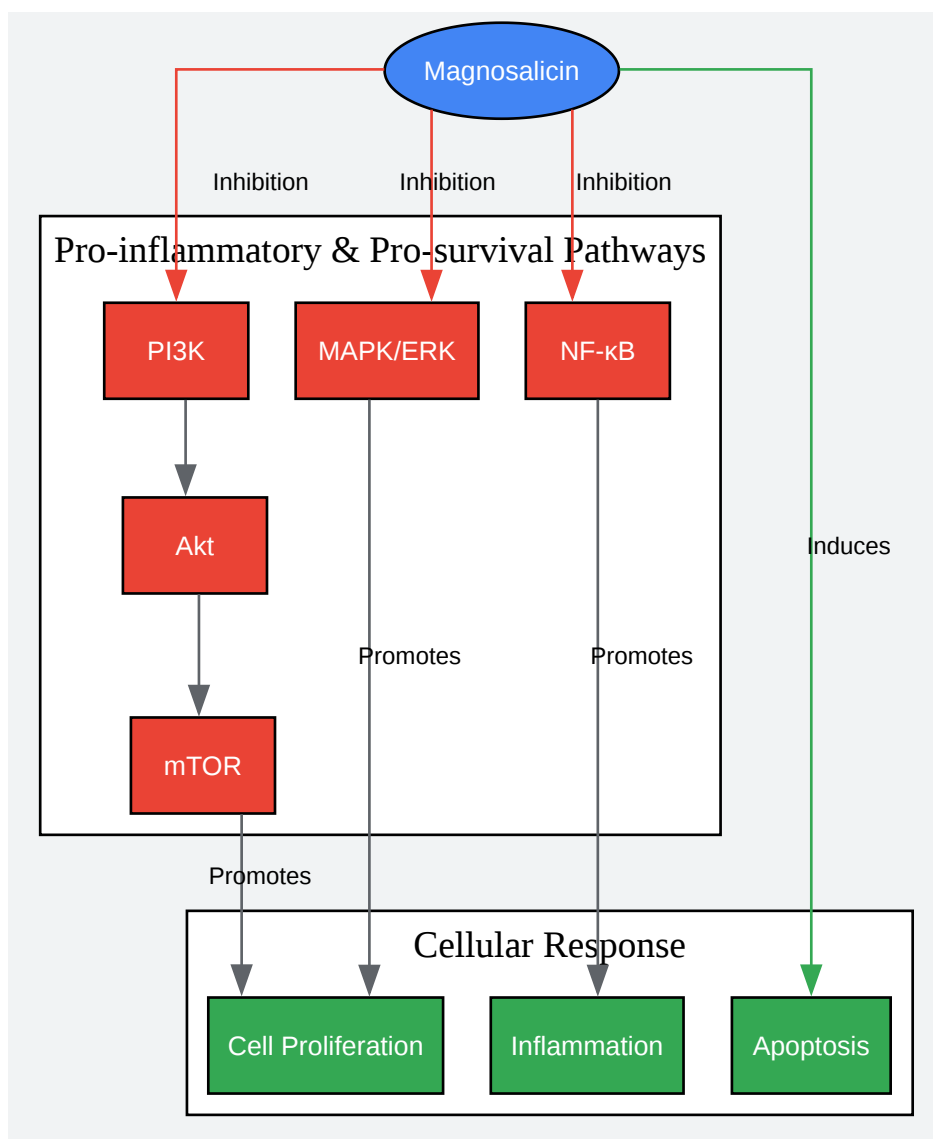 Magnosalicin
Inhibition
Inhibition
Inhibition
Pro-inflammatory & Pro-survival Pathways
PI3K
MAPK/ERK
NF-κB
Akt
Induces
Promotes
Promotes
mTOR
Promotes
Cellular Response
Cell Proliferation
Inflammation
Apoptosis